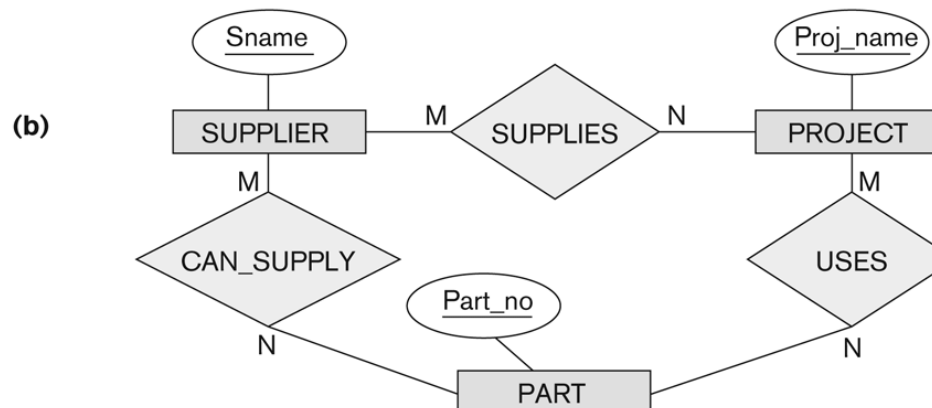 Sname
Proj_name
(b)
M
N
SUPPLIER
SUPPLIES
PROJECT
M
M
CAN_SUPPLY
USES
Part_no
N
N
PART